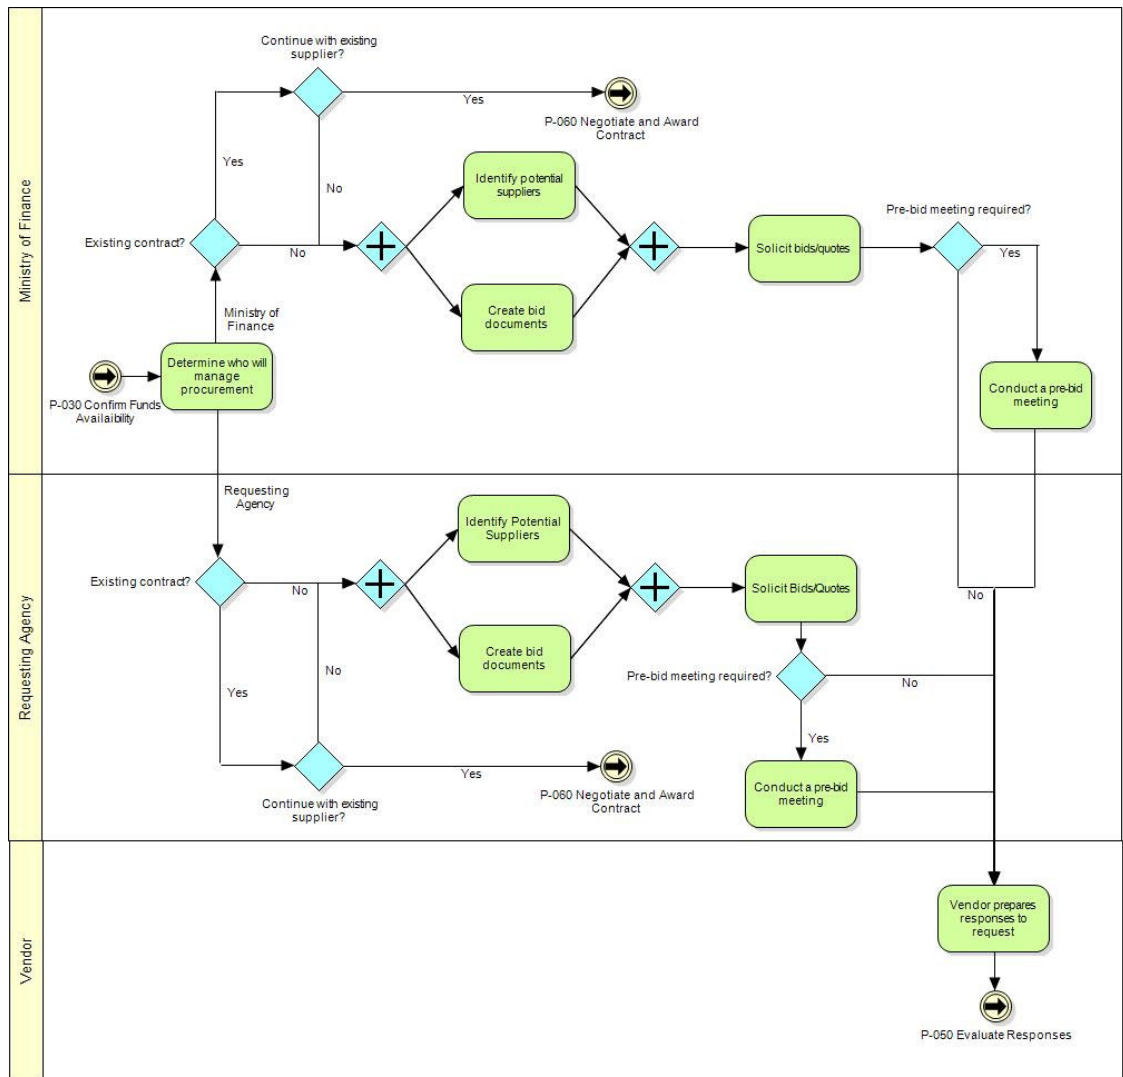 Ministry of Finance
Continue with existing
supplier?
Yes
P-060 Negotiate and Award
Contract
Yes
No
Identify potential
suppliers
Existing contract?
No
Create bid
documents
Solicit bids/quotes
Pre-bid meeting required?
Yes
Ministry of
Finance
Determine who will
manage
procurement
P-030 Confirm Funds
Availaibility
Conduct a pre-bid
meeting
Requesting Agency
Requesting
Agency
Identify Potential
Suppliers
Existing contract?
No
Create bid
documents
Solicit Bids/Quotes
No
Pre-bid meeting required?
No
Yes
No
Yes
Yes
Continue with existing
supplier?
P-060 Negotiate and Award
Contract
Conduct a pre-bid
meeting
Vendor
Vendor prepares
responses to
request
P-050 Evaluate Responses